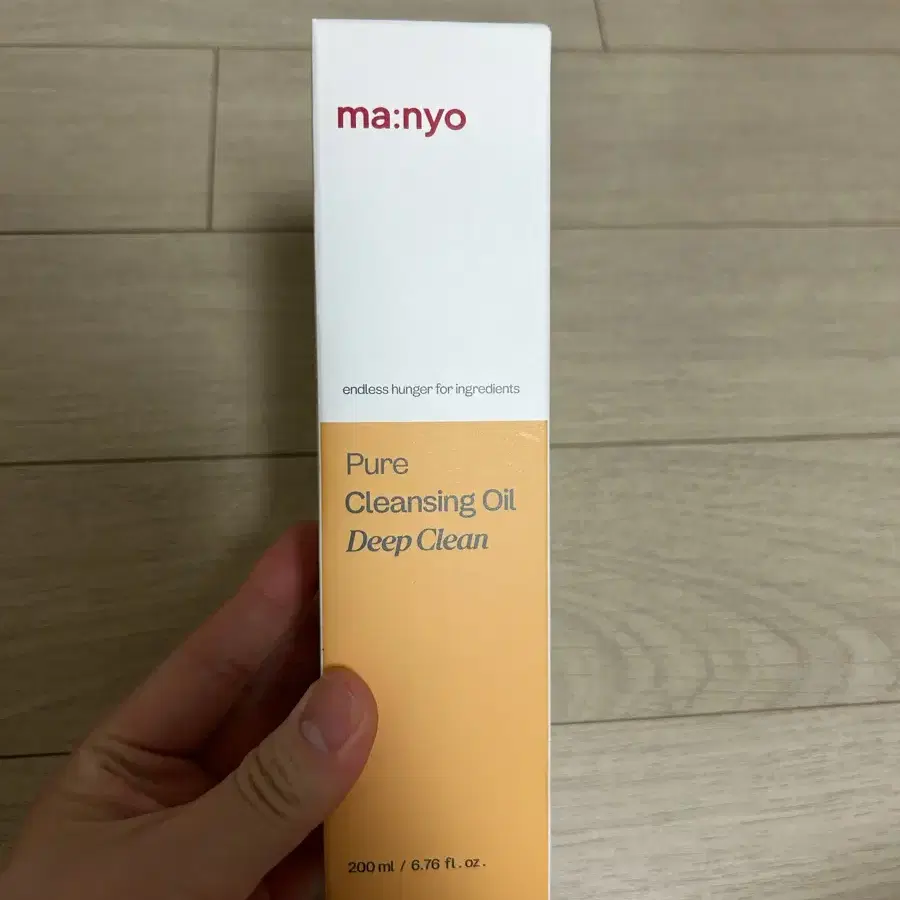 ma:nyo
endless hunger for ingredients
Pure
Cleansing Oil
Deep Clean
200 ml / 6.76 fl. oz.